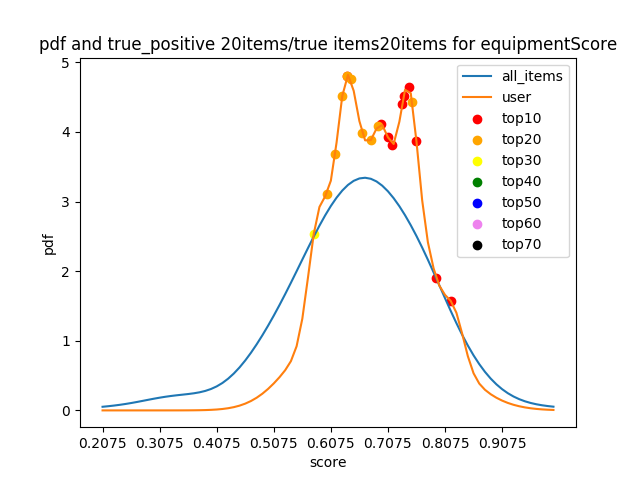 pdf and true_positive 20items/true items20items for equipmentScore
5
4
3
2
1
0
pdf
0.2075 0.3075 0.4075 0.5075 0.6075 0.7075 0.8075 0.9075
score
all_items
user
top10
top20
top30
top40
top50
top60
top70